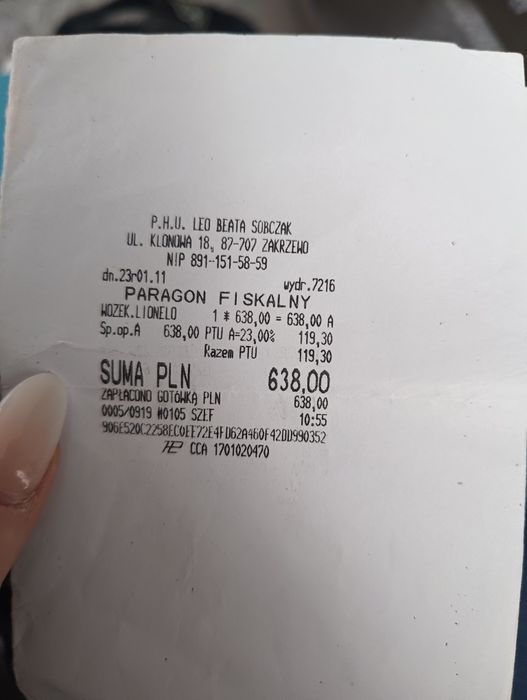 P.H.U. LEO BEATA SOBCZAK
UL. KLONOWA 18, 87-707 ZAKRZEWO
NIP 891-151-58-59
dn.23r01.11 wydr.7216
PARAGON FISKALNY
WOZEK.LIONELO 1 * 638,00 = 638,00 A
Sp.op.A 638,00 PTU A=23,00% 119,30
Razem PTU 119,30
SUMA PLN 638,00
ZAPŁACONO GOTÓWKĄ PLN 638,00
0005/0919 #0105 SZEF 10:55
CCA 1701020470